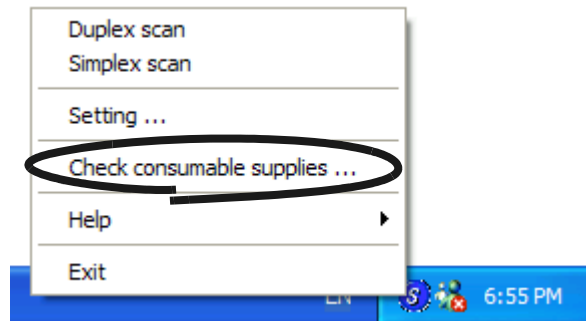 Duplex scan
Simplex scan
Setting ...
Check consumable supplies ...
Help
Exit
EN
S
6:55 PM